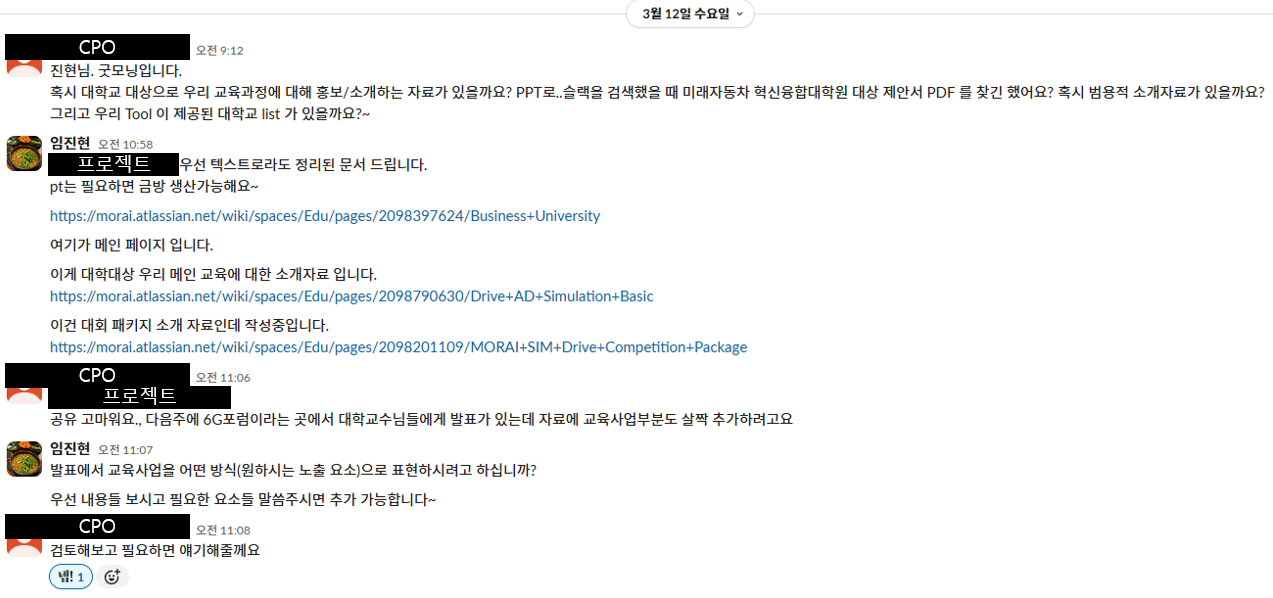 3월 12일 수요일
CPO 오전 9:12
진현님. 굿모닝입니다.
혹시 대학교 대상으로 우리 교육과정에 대해 홍보/소개하는 자료가 있을까요? PPT로..슬랙을 검색했을 때 미래자동차 혁신융합대학원 대상 제안서 PDF 를 찾긴 했어요? 혹시 범용적 소개자료가 있을까요?
그리고 우리 Tool 이 제공된 대학교 list 가 있을까요?~
임진현 오전 10:58
프로젝트 우선 텍스트로라도 정리된 문서 드립니다.
pt는 필요하면 금방 생산가능해요~
https://morai.atlassian.net/wiki/spaces/Edu/pages/2098397624/Business+University
여기가 메인 페이지 입니다.
이게 대학대상 우리 메인 교육에 대한 소개자료 입니다.
https://morai.atlassian.net/wiki/spaces/Edu/pages/2098790630/Drive+AD+Simulation+Basic
이건 대회 패키지 소개 자료인데 작성중입니다.
https://morai.atlassian.net/wiki/spaces/Edu/pages/2098201109/MORAI+SIM+Drive+Competition+Package
CPO 오전 11:06
프로젝트
공유 고마워요., 다음주에 6G포럼이라는 곳에서 대학교수님들에게 발표가 있는데 자료에 교육사업부분도 살짝 추가하려고요
임진현 오전 11:07
발표에서 교육사업을 어떤 방식(원하시는 노출 요소)으로 표현하시려고 하십니까?
우선 내용들 보시고 필요한 요소들 말씀주시면 추가 가능합니다~
CPO 오전 11:08
검토해보고 필요하면 얘기해줄께요
넵! 1